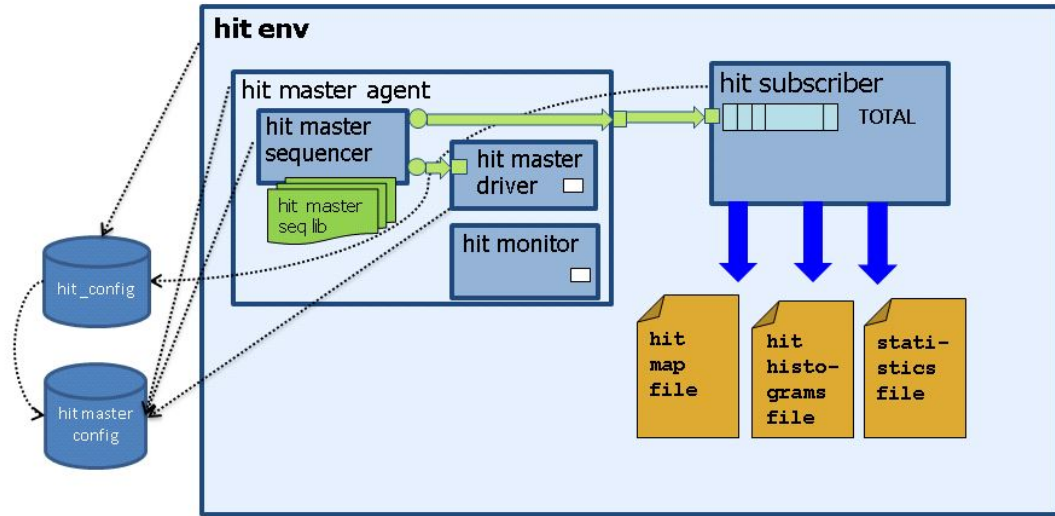 hit env
hit master agent
hit master
sequencer
hit master
seq lib
hit master
driver
hit monitor
hit subscriber
TOTAL
hit_config
hit master
config
hit
map
file
hit
histo-
grams
file
stati-
stics
file